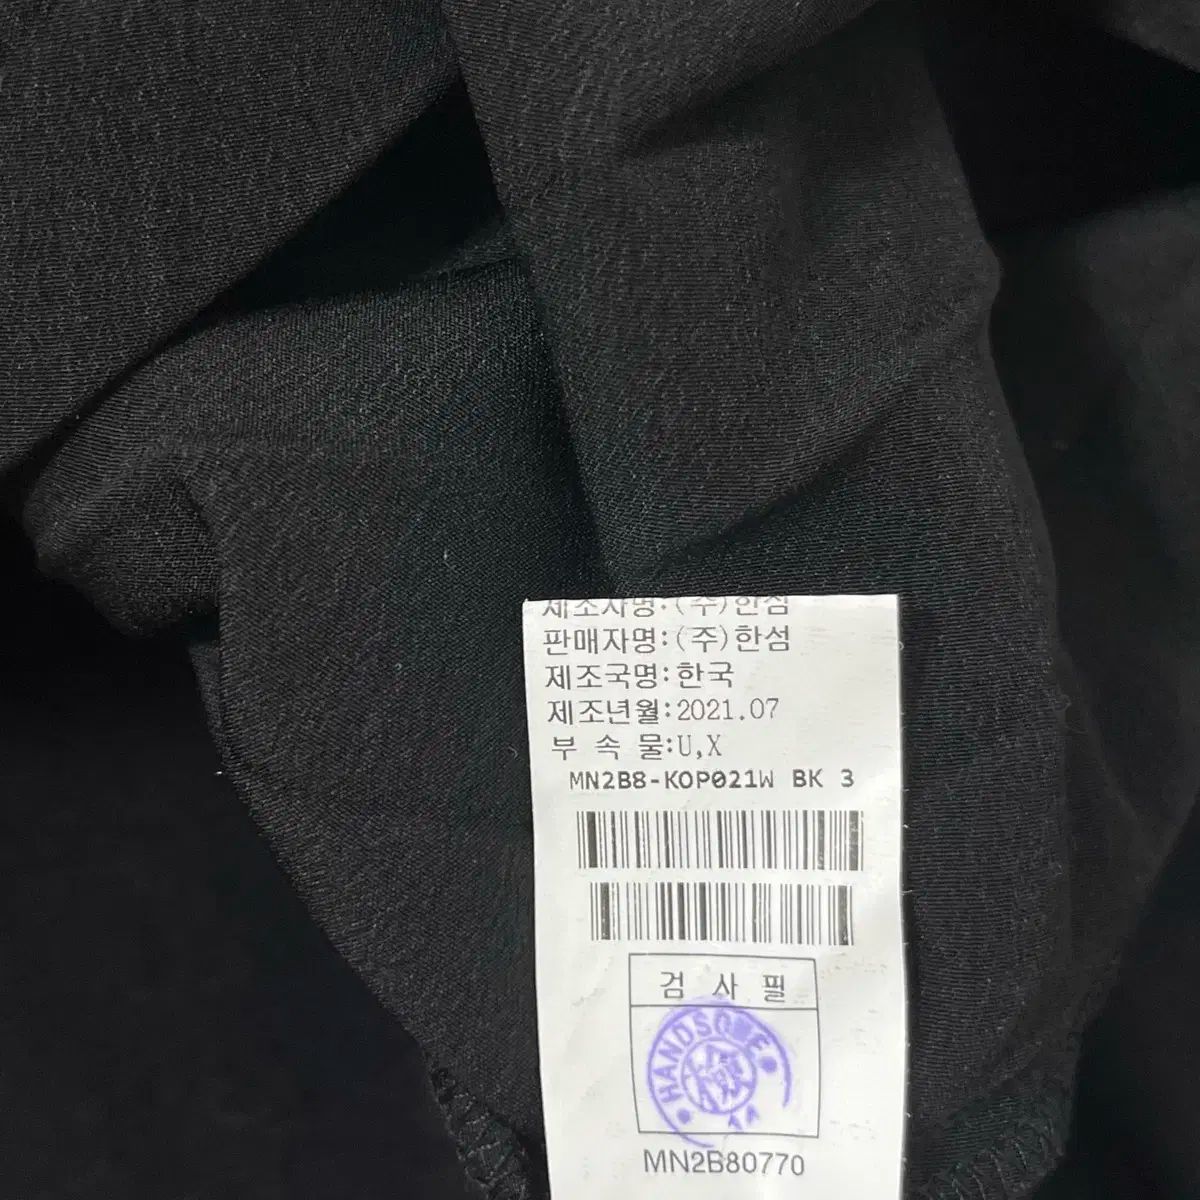 제조자명:(주)한섬
판매자명:(주)한섬
제조국명:한국
제조년월:2021.07
부 속 물:U,X
MN2B8-KOP021W BK 3
검 사 필
HANDSOME
MN2B80770